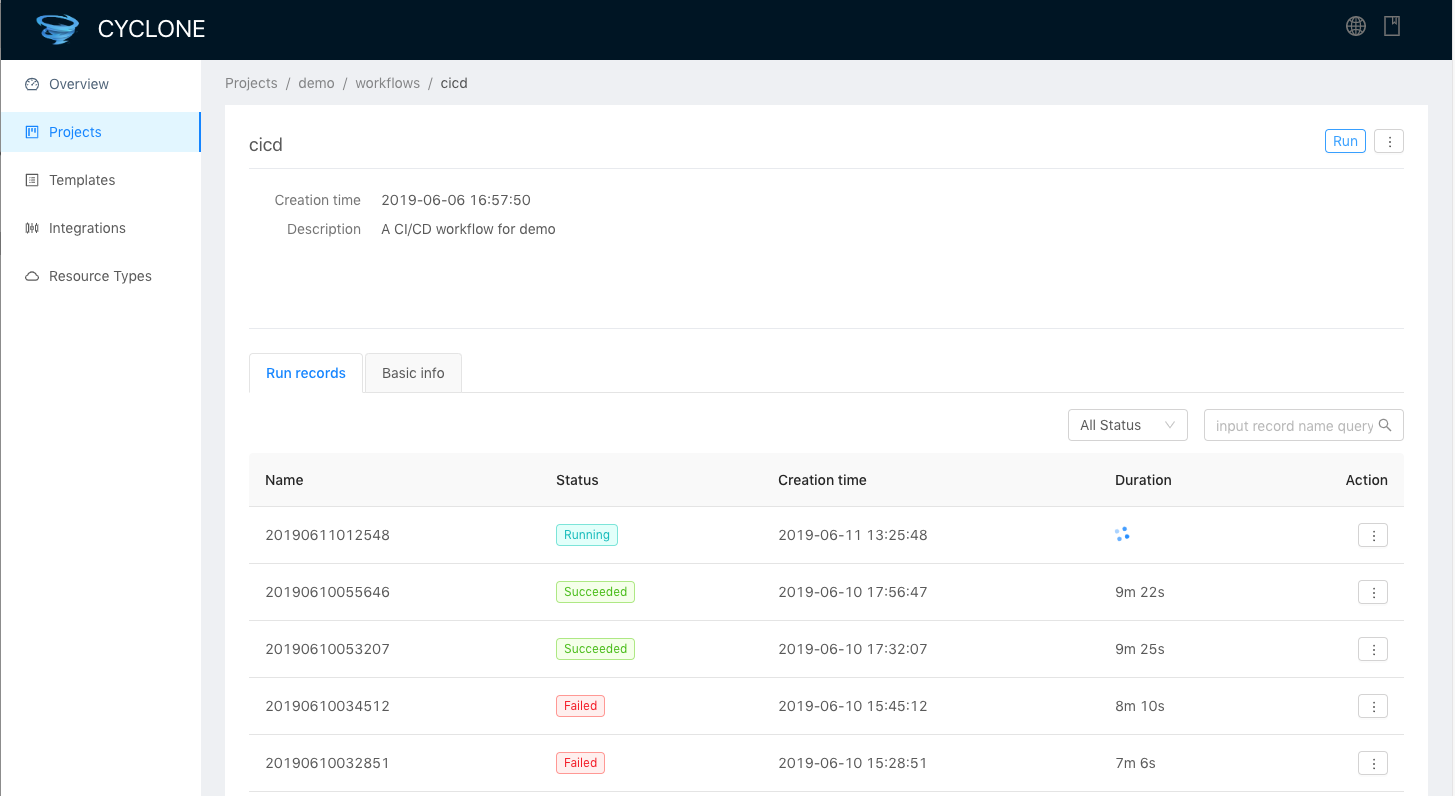 CYCLONE
Overview
Projects
Templates
Integrations
Resource Types
Projects / demo / workflows / cicd
cicd
Run
Creation time 2019-06-06 16:57:50
Description A CI/CD workflow for demo
Run records Basic info
All Status input record name query
Name Status Creation time Duration Action
20190611012548 Running 2019-06-11 13:25:48
20190610055646 Succeeded 2019-06-10 17:56:47 9m 22s
20190610053207 Succeeded 2019-06-10 17:32:07 9m 25s
20190610034512 Failed 2019-06-10 15:45:12 8m 10s
20190610032851 Failed 2019-06-10 15:28:51 7m 6s